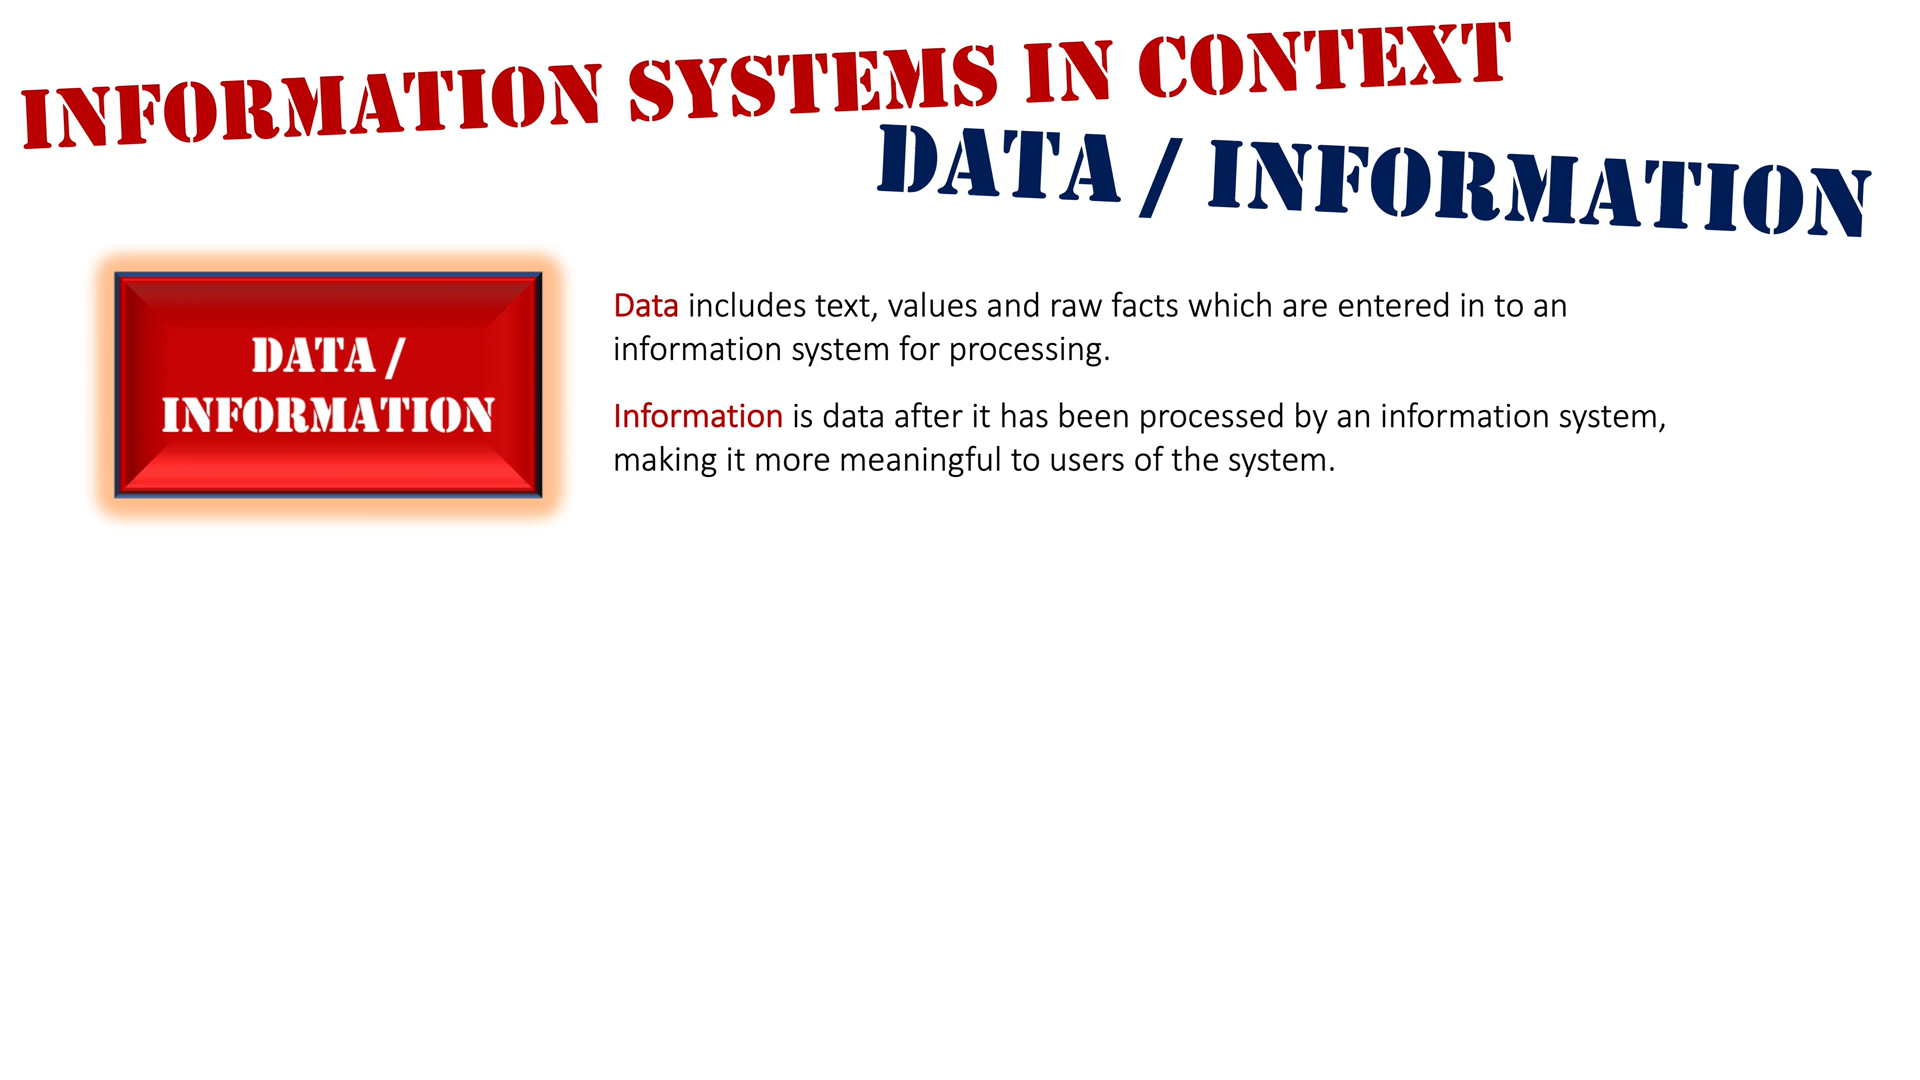 INFORMATION SYSTEMS IN CONTEXT
DATA / INFORMATION
DATA /
INFORMATION
Data includes text, values and raw facts which are entered in to an
information system for processing.
Information is data after it has been processed by an information system,
making it more meaningful to users of the system.